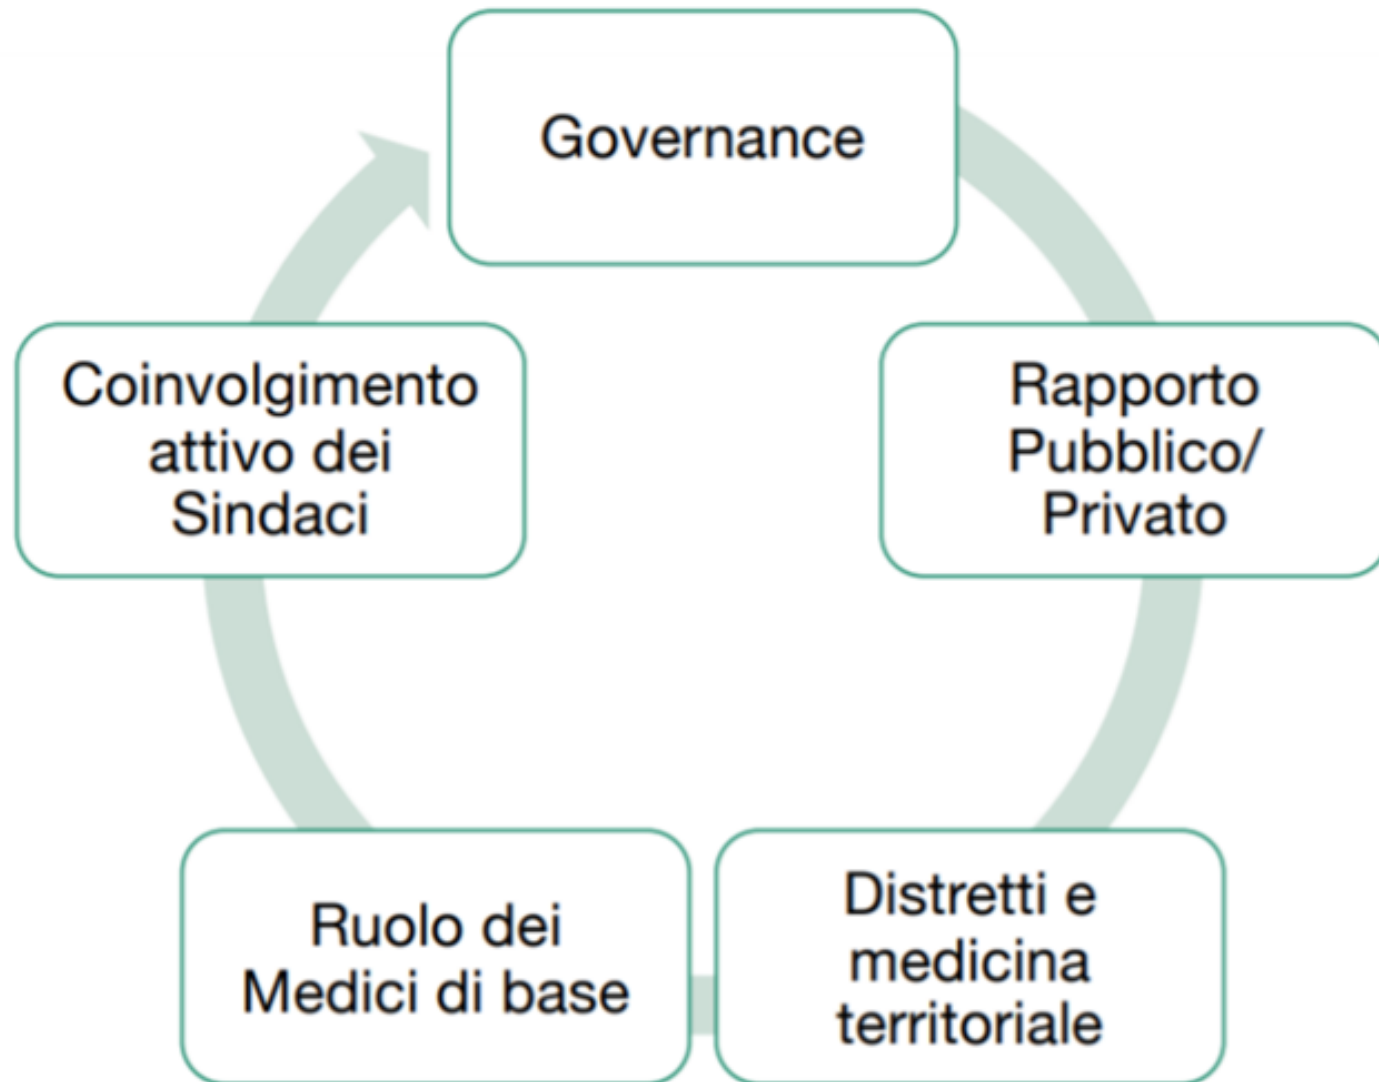 Governance
Rapporto
Pubblico/
Privato
Distretti e
medicina
territoriale
Ruolo dei
Medici di base
Coinvolgimento
attivo dei
Sindaci